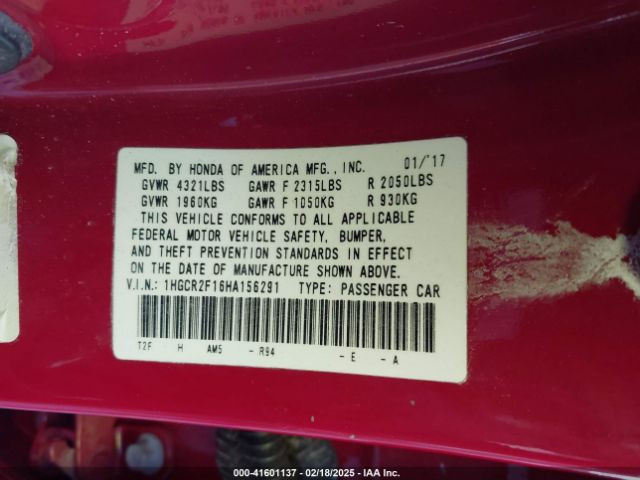 MFD. BY HONDA OF AMERICA MFG., INC. 01/'17
GVWR 4321LBS GAWR F 2315LBS R 2050LBS
GVWR 1960KG GAWR F 1050KG R 930KG
THIS VEHICLE CONFORMS TO ALL APPLICABLE
FEDERAL MOTOR VEHICLE SAFETY, BUMPER,
AND THEFT PREVENTION STANDARDS IN EFFECT
ON THE DATE OF MANUFACTURE SHOWN ABOVE.
V.I.N.: 1HGCR2F16HA156291 TYPE: PASSENGER CAR
T2F H AM5 - R94 - E - A
000-41601137 - 02/18/2025 - IAA Inc.